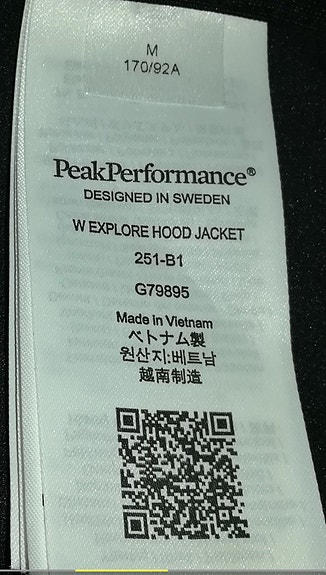 M
170/92A
PeakPerformance®
DESIGNED IN SWEDEN
W EXPLORE HOOD JACKET
251-B1
G79895
Made in Vietnam
ベトナム製
원산지:베트남
越南制造